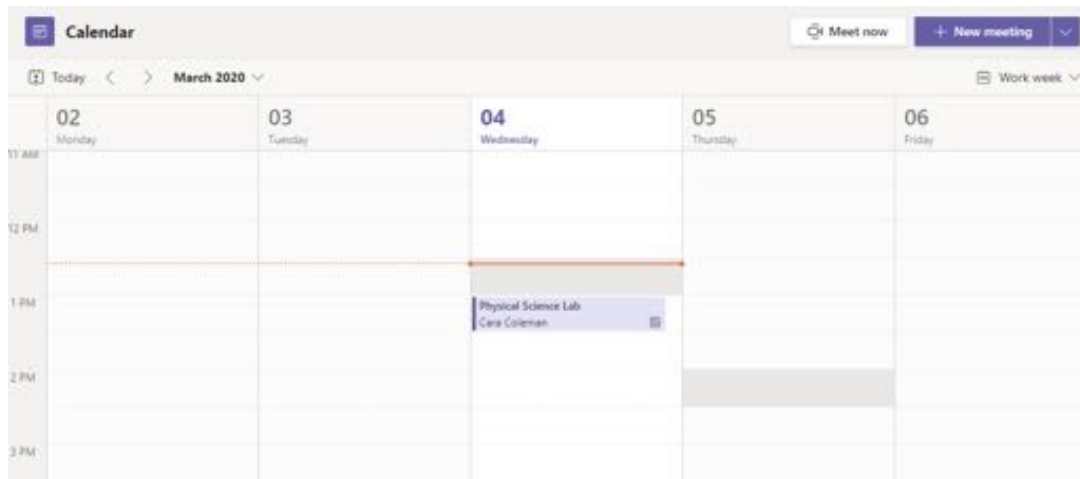 Calendar
Meet now
+ New meeting
Today
March 2020
Work week
02
Monday
03
Tuesday
04
Wednesday
05
Thursday
06
Friday
11 AM
12 PM
1 PM
Physical Science Lab
Cara Coleman
2 PM
3 PM